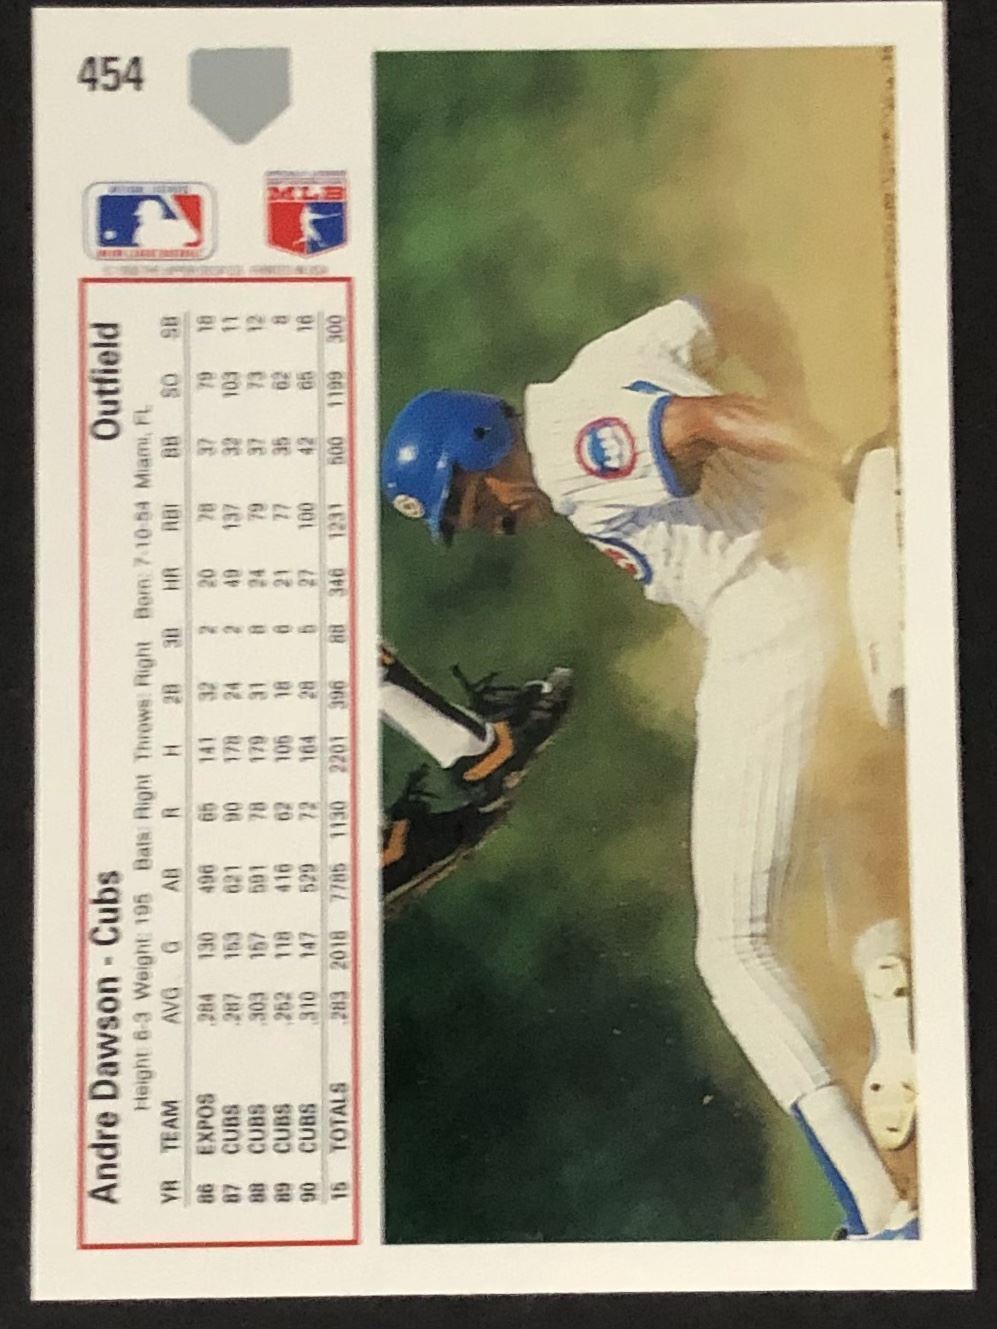 454
MLB
Andre Dawson - Cubs Outfield
Height: 6-3 Weight: 195 Bats: Right Throws: Right Born: 7-10-54 Miami, FL
YR TEAM AVG G AB R H 2B 3B HR RBI BB SO SB
86 EXPOS .284 130 496 65 141 32 2 20 78 37 79 18
87 CUBS .287 153 621 90 178 24 2 49 137 32 103 11
88 CUBS .303 157 591 78 179 31 8 24 79 37 73 12
89 CUBS .252 118 416 62 105 18 6 21 77 35 62 8
90 CUBS .310 147 529 72 164 28 5 27 100 42 65 16
15 TOTALS .283 2018 7785 1130 2201 396 88 346 1231 500 1199 300